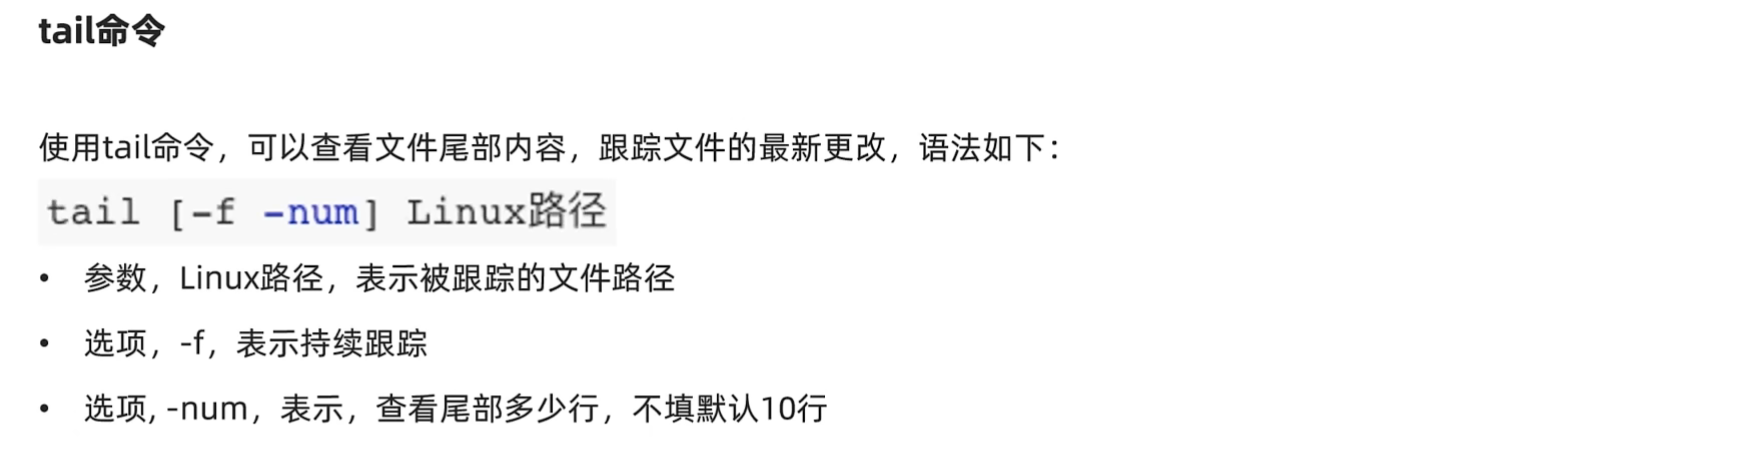 tail命令
使用tail命令，可以查看文件尾部内容，跟踪文件的最新更改，语法如下：
tail [-f -num] Linux路径
• 参数，Linux路径，表示被跟踪的文件路径
• 选项，-f，表示持续跟踪
• 选项, -num，表示，查看尾部多少行，不填默认10行